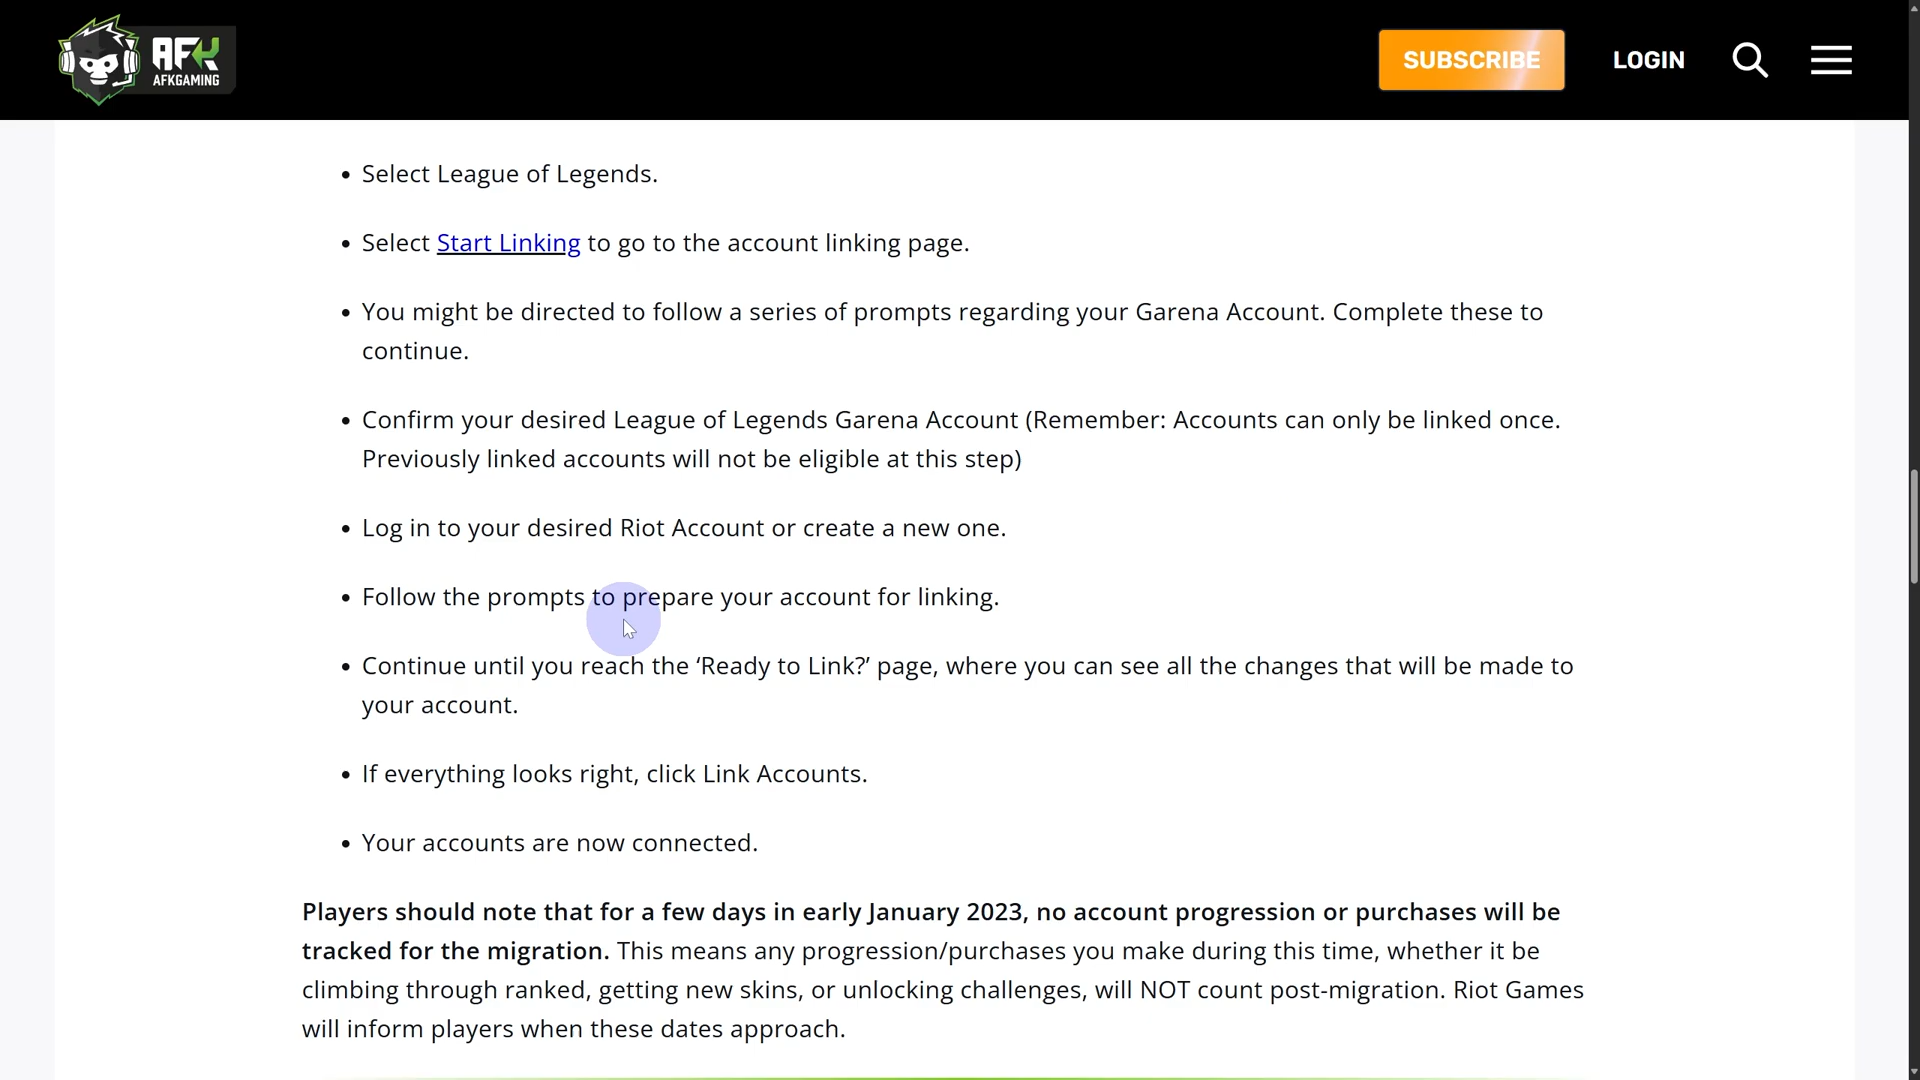 AFK
AFKGAMING
SUBSCRIBE
LOGIN
• Select League of Legends.
• Select Start Linking to go to the account linking page.
• You might be directed to follow a series of prompts regarding your Garena Account. Complete these to
continue.
• Confirm your desired League of Legends Garena Account (Remember: Accounts can only be linked once.
Previously linked accounts will not be eligible at this step)
• Log in to your desired Riot Account or create a new one.
• Follow the prompts to prepare your account for linking.
• Continue until you reach the ‘Ready to Link?’ page, where you can see all the changes that will be made to
your account.
• If everything looks right, click Link Accounts.
• Your accounts are now connected.
Players should note that for a few days in early January 2023, no account progression or purchases will be
tracked for the migration. This means any progression/purchases you make during this time, whether it be
climbing through ranked, getting new skins, or unlocking challenges, will NOT count post-migration. Riot Games
will inform players when these dates approach.